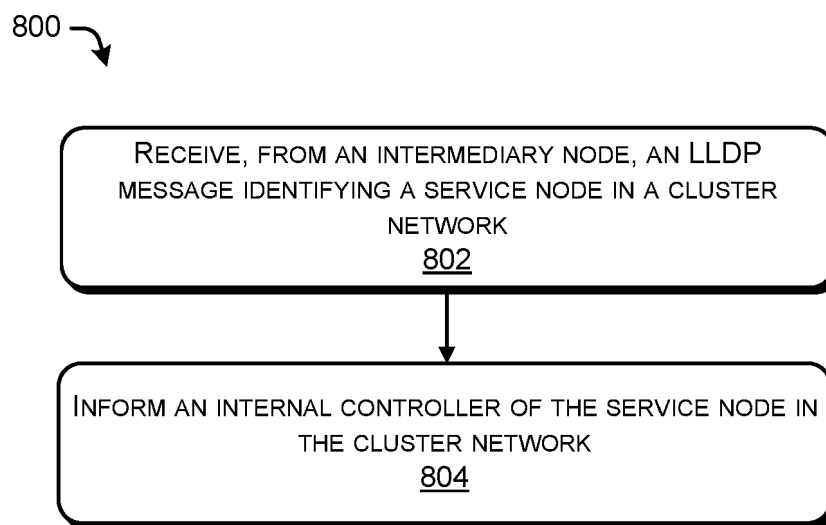 800
RECEIVE, FROM AN INTERMEDIARY NODE, AN LLDP
MESSAGE IDENTIFYING A SERVICE NODE IN A CLUSTER
NETWORK
802
INFORM AN INTERNAL CONTROLLER OF THE SERVICE NODE IN
THE CLUSTER NETWORK
804